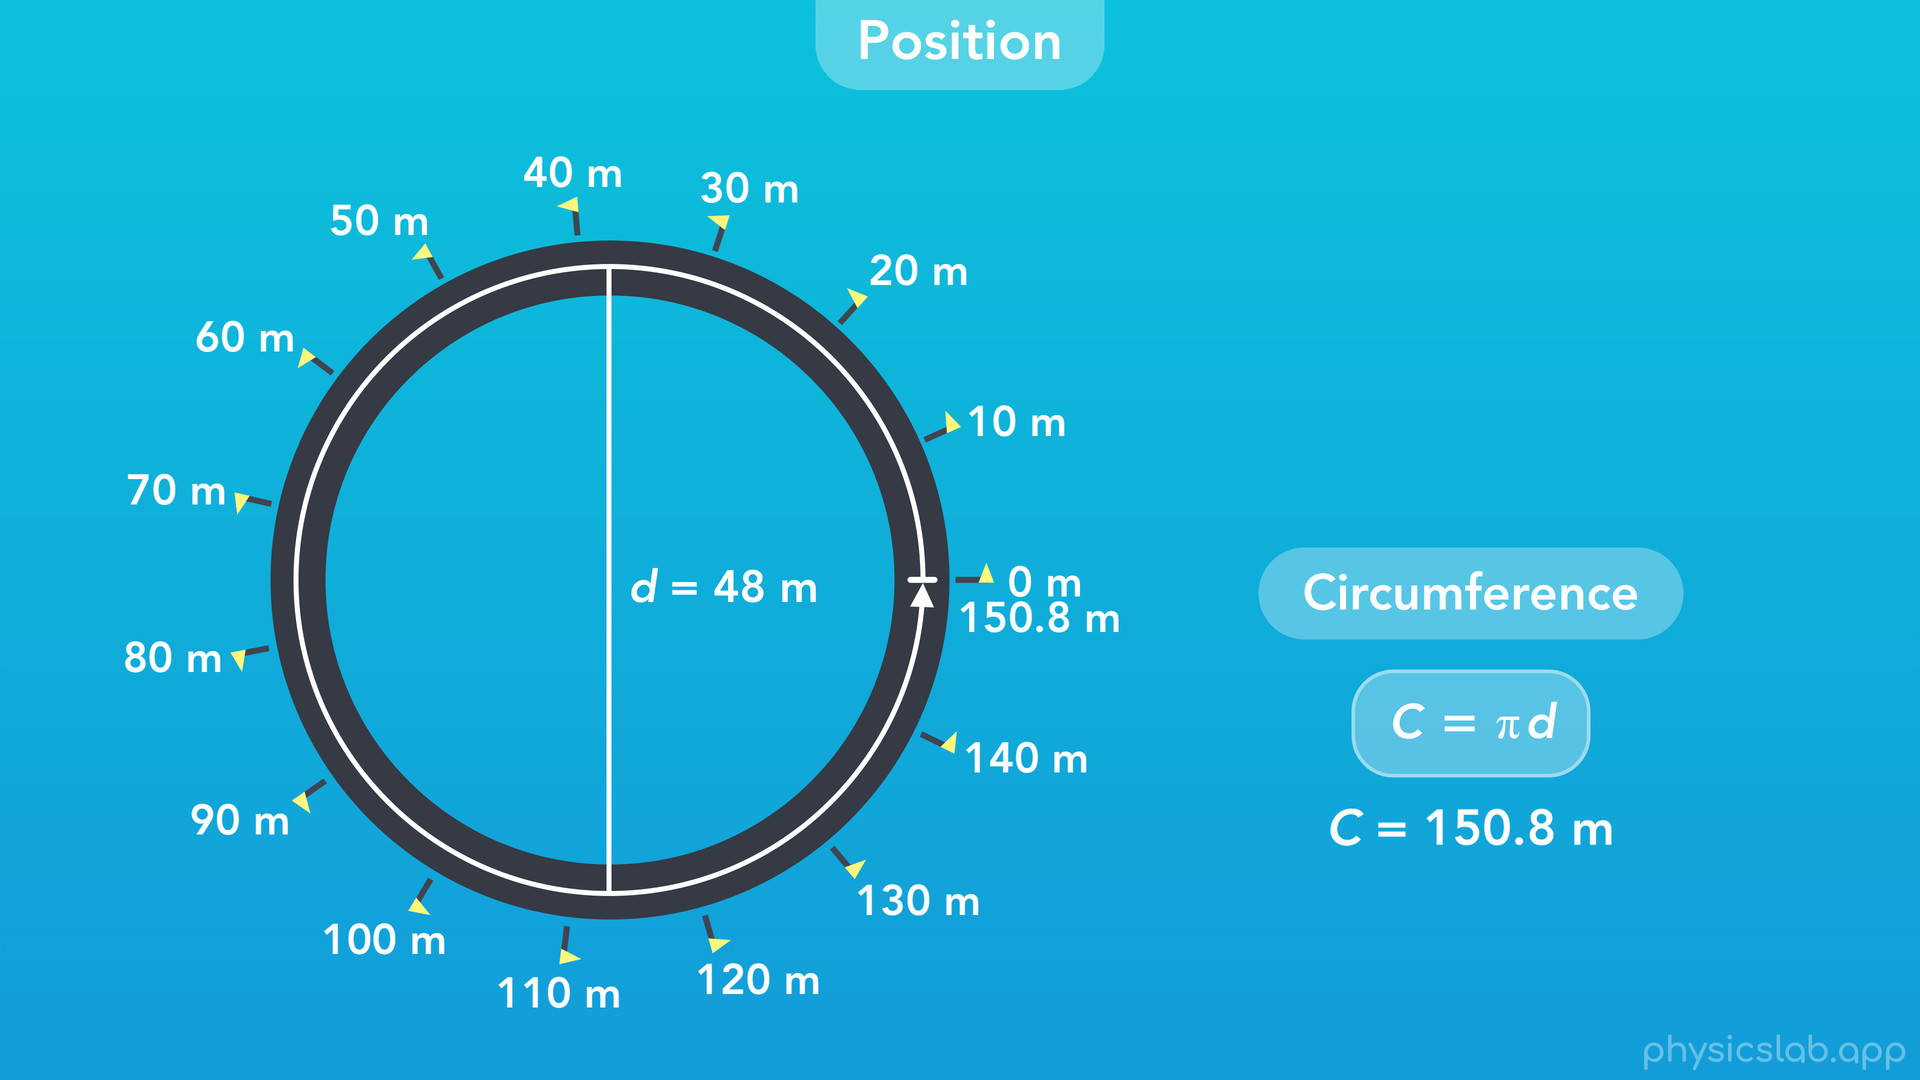 Position
40 m
30 m
50 m
20 m
60 m
10 m
70 m
d = 48 m
0 m
150.8 m
80 m
140 m
90 m
130 m
100 m
120 m
110 m
Circumference
C = πd
C = 150.8 m
physicslab.app